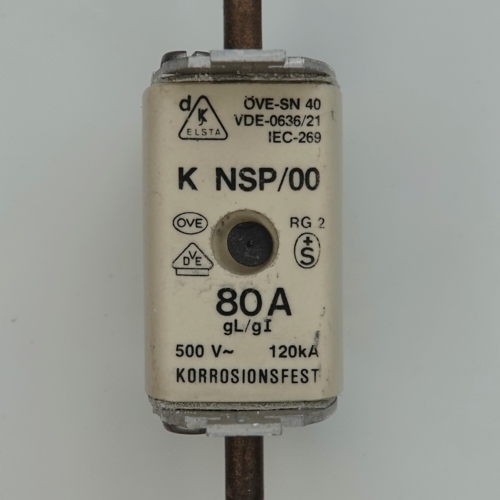 d
K
ELSTA
ÖVE-SN 40
VDE-0636/21
IEC-269
K NSP/00
ÖVE
RG 2
VDE
+S
80A
gL/gI
500 V~ 120kA
KORROSIONSFEST